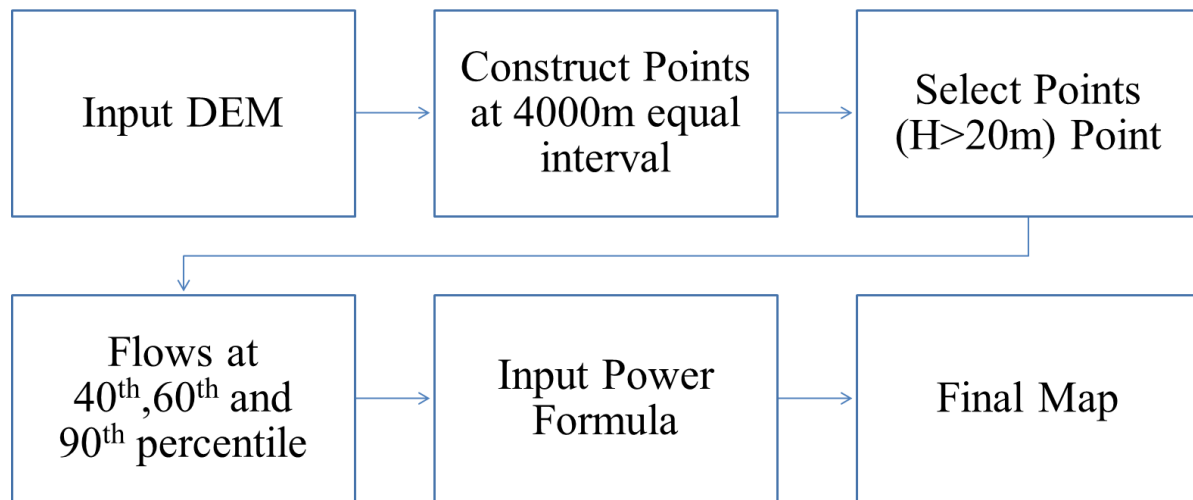 Input DEM
Construct Points
at 4000m equal
interval
Select Points
(H>20m) Point
Flows at
40th,60th and
90th percentile
Input Power
Formula
Final Map